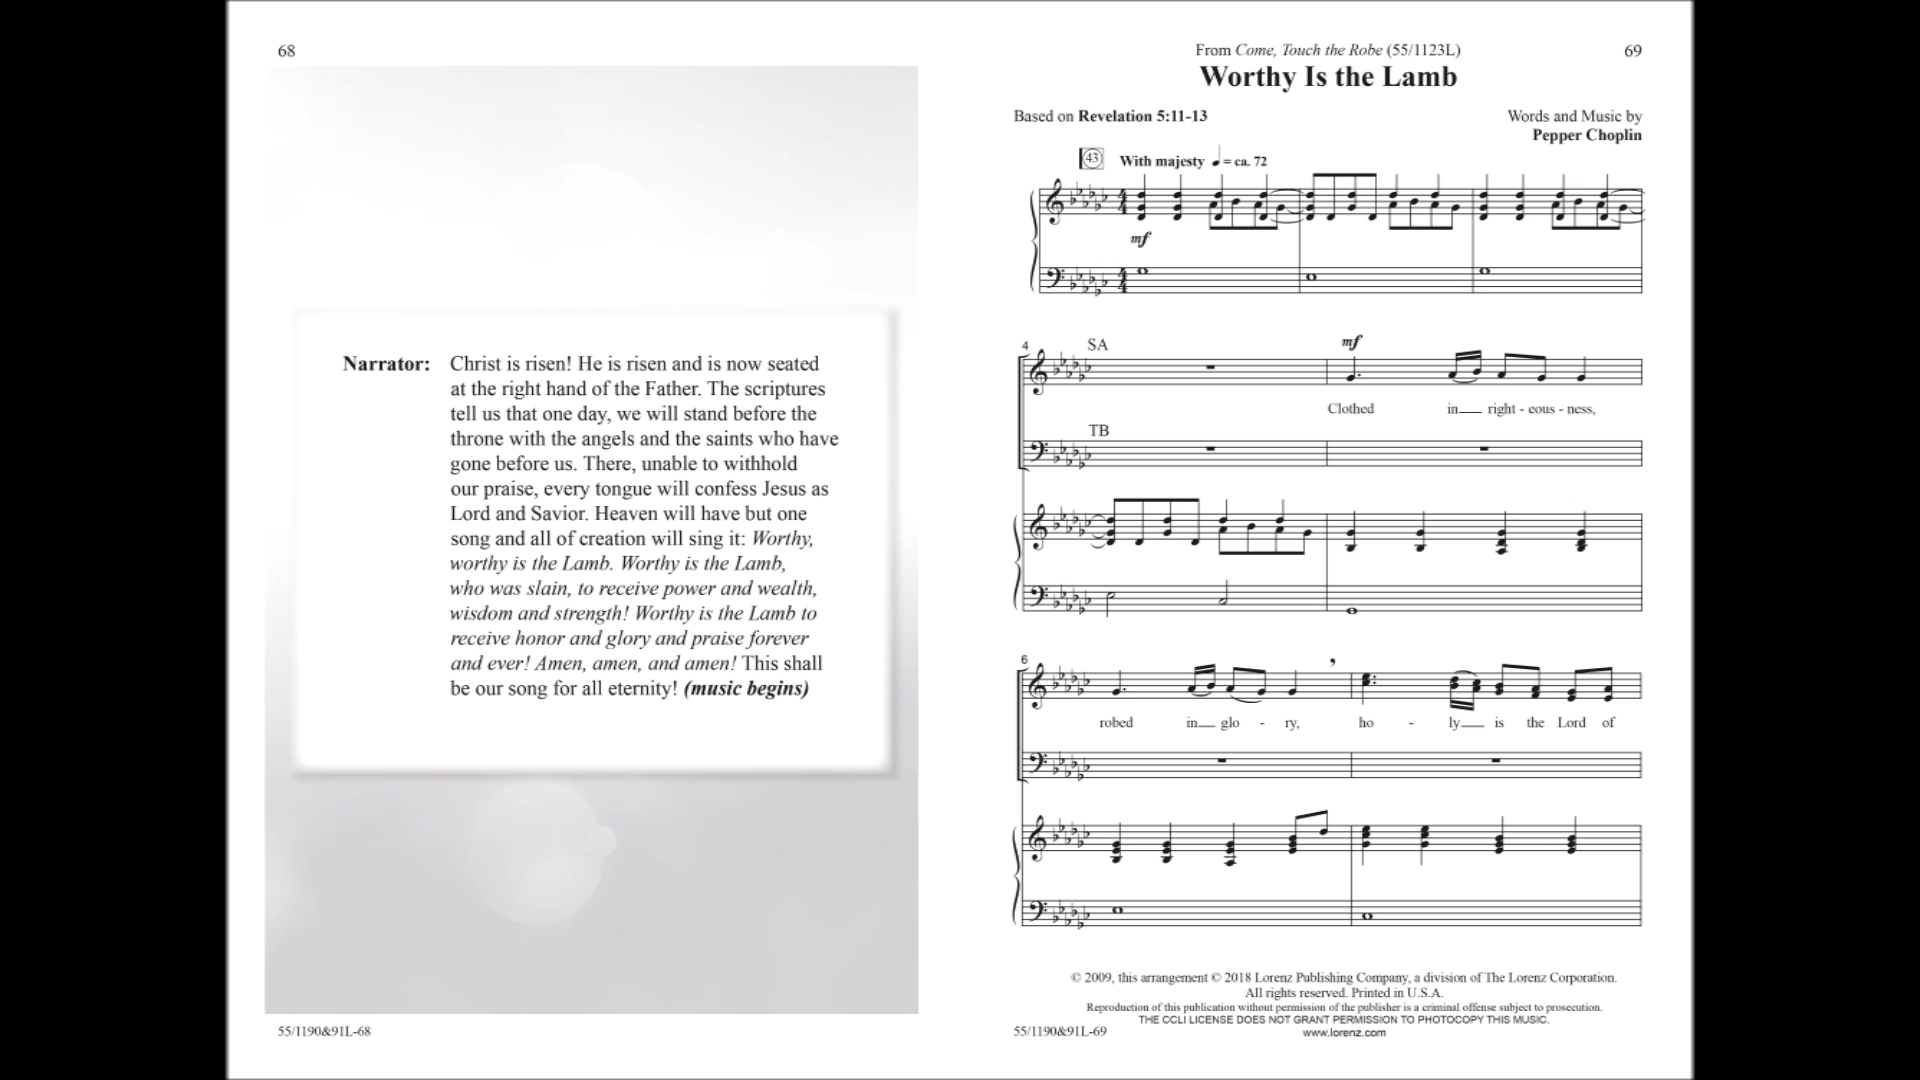 68
Narrator: Christ is risen! He is risen and is now seated
at the right hand of the Father. The scriptures
tell us that one day, we will stand before the
throne with the angels and the saints who have
gone before us. There, unable to withhold
our praise, every tongue will confess Jesus as
Lord and Savior. Heaven will have but one
song and all of creation will sing it: Worthy,
worthy is the Lamb. Worthy is the Lamb,
who was slain, to receive power and wealth,
wisdom and strength! Worthy is the Lamb to
receive honor and glory and praise forever
and ever! Amen, amen, and amen! This shall
be our song for all eternity! (music begins)
55/1190&91L-68
From Come, Touch the Robe (55/1123L)
69
Worthy Is the Lamb
Based on Revelation 5:11-13
Words and Music by
Pepper Choplin
43
With majesty ♩ = ca. 72
mf
4
SA
mf
Clothed in right - eous - ness,
TB
6
robed in glo - ry, ho - ly is the Lord of
© 2009, this arrangement © 2018 Lorenz Publishing Company, a division of The Lorenz Corporation.
All rights reserved. Printed in U.S.A.
Reproduction of this publication without permission of the publisher is a criminal offense subject to prosecution.
THE CCLI LICENSE DOES NOT GRANT PERMISSION TO PHOTOCOPY THIS MUSIC.
www.lorenz.com
55/1190&91L-69